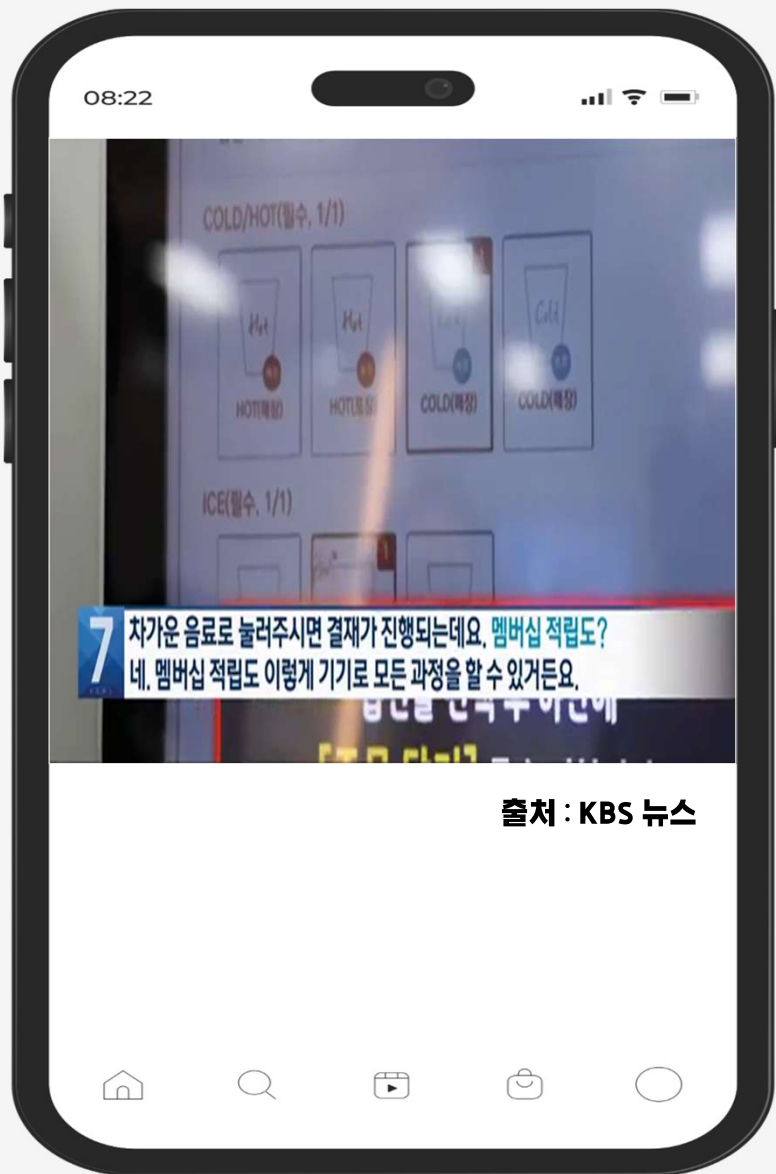 08:22
COLD/HOT(필수, 1/1)
Hot
Hot
Cold
HOT(매장)
HOT(포장)
COLD(매장)
COLD(포장)
ICE(필수, 1/1)
1
7
차가운 음료로 눌러주시면 결재가 진행되는데요. 멤버십 적립도?
네. 멤버십 적립도 이렇게 기기로 모든 과정을 할 수 있거든요.
출처 : KBS 뉴스